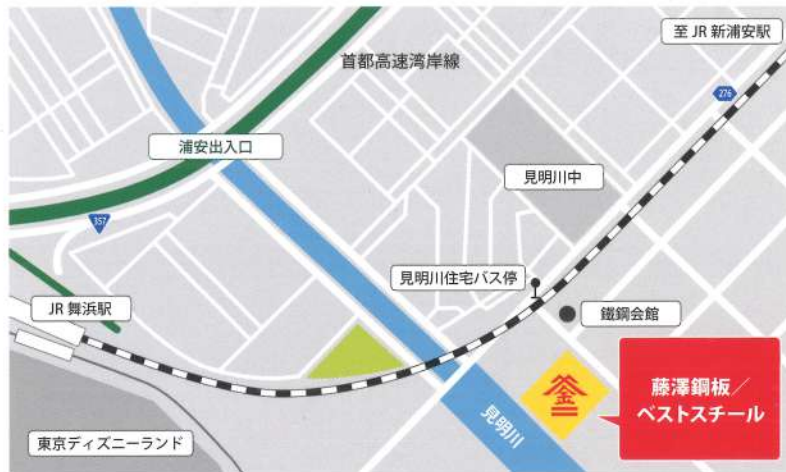 至 JR 新浦安駅
首都高速湾岸線
276
浦安出入口
見明川中
357
見明川住宅バス停
JR 舞浜駅
鐵鋼会館
藤澤鋼板／
ベストスチール
金
見明川
東京ディズニーランド